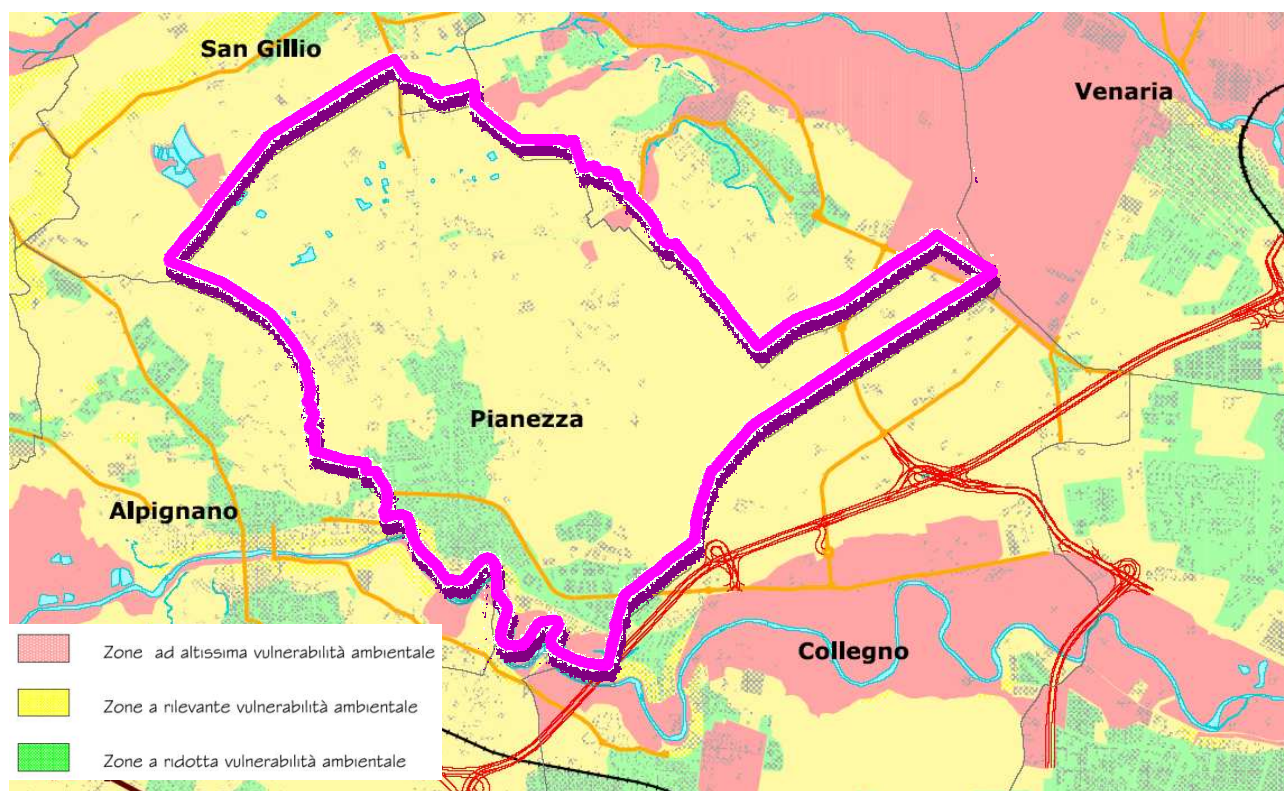 San Gillio
Venaria
Pianezza
Alpignano
Collegno
Zone ad altissima vulnerabilità ambientale
Zone a rilevante vulnerabilità ambientale
Zone a ridotta vulnerabilità ambientale